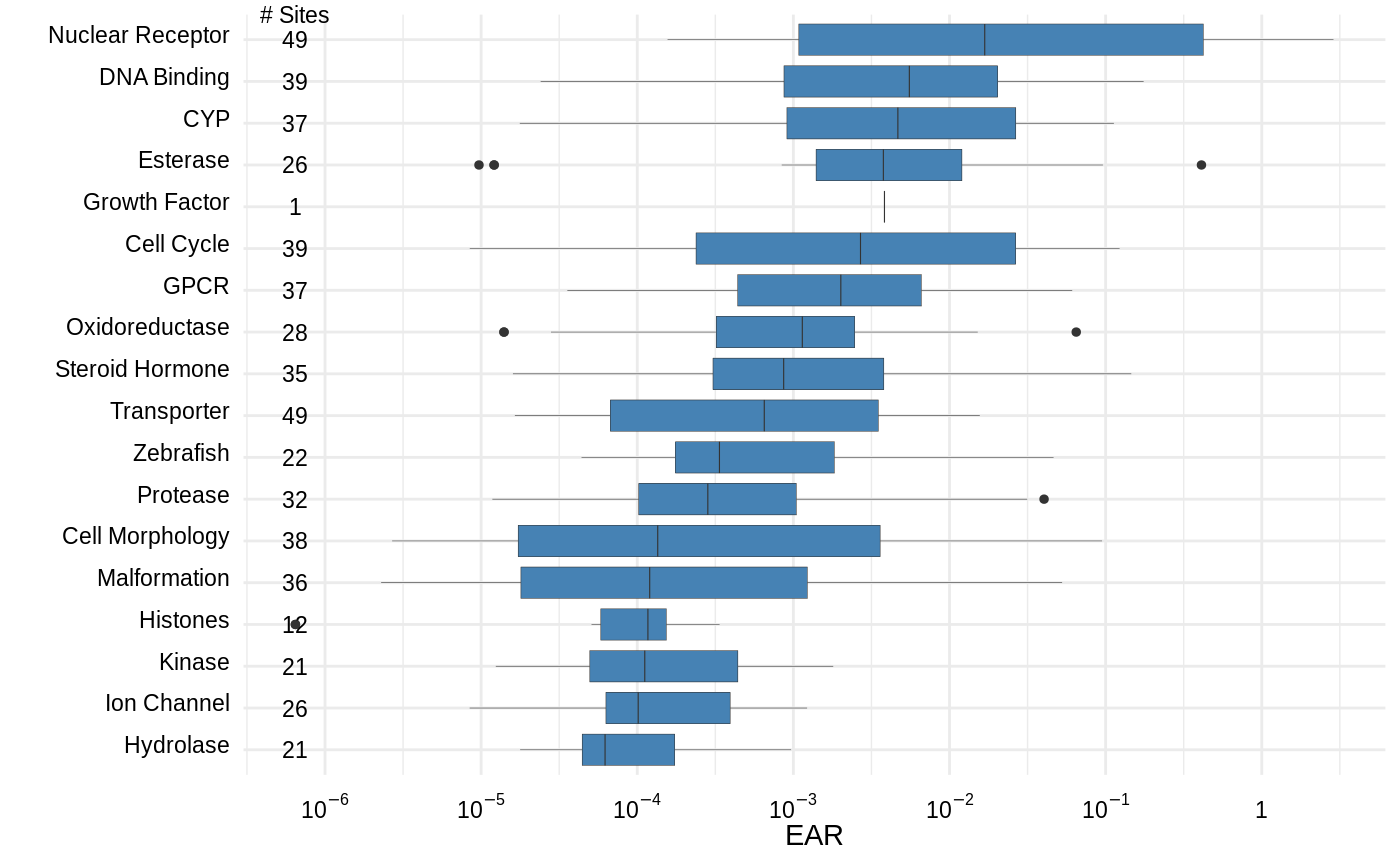 # Sites
Nuclear Receptor 49
DNA Binding 39
CYP 37
Esterase 26
Growth Factor 1
Cell Cycle 39
GPCR 37
Oxidoreductase 28
Steroid Hormone 35
Transporter 49
Zebrafish 22
Protease 32
Cell Morphology 38
Malformation 36
Histones 12
Kinase 21
Ion Channel 26
Hydrolase 21
10⁻⁶ 10⁻⁵ 10⁻⁴ 10⁻³ 10⁻² 10⁻¹ 1
EAR